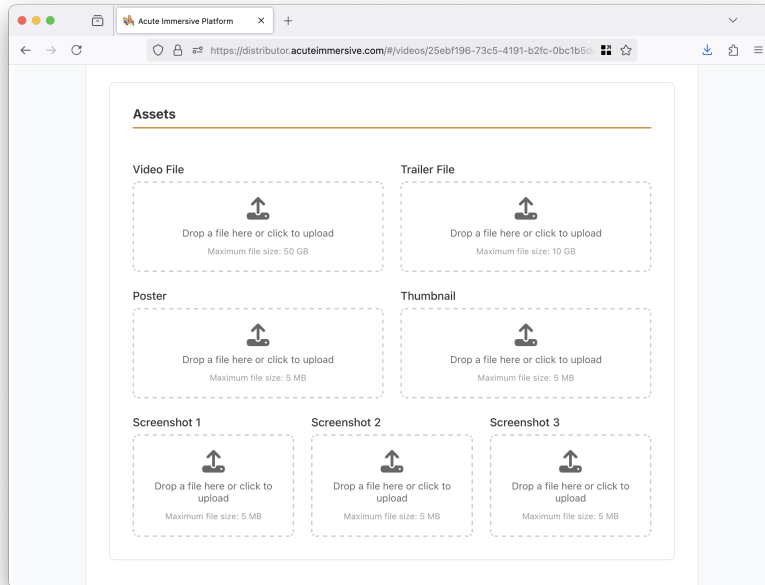 Acute Immersive Platform
https://distributor.acuteimmersive.com/#/videos/25ebf196-73c5-4191-b2fc-0bc1b5d
Assets
Video File
Trailer File
Drop a file here or click to upload
Drop a file here or click to upload
Maximum file size: 50 GB
Maximum file size: 10 GB
Poster
Thumbnail
Drop a file here or click to upload
Drop a file here or click to upload
Maximum file size: 5 MB
Maximum file size: 5 MB
Screenshot 1
Screenshot 2
Screenshot 3
Drop a file here or click to
upload
Drop a file here or click to
upload
Drop a file here or click to
upload
Maximum file size: 5 MB
Maximum file size: 5 MB
Maximum file size: 5 MB